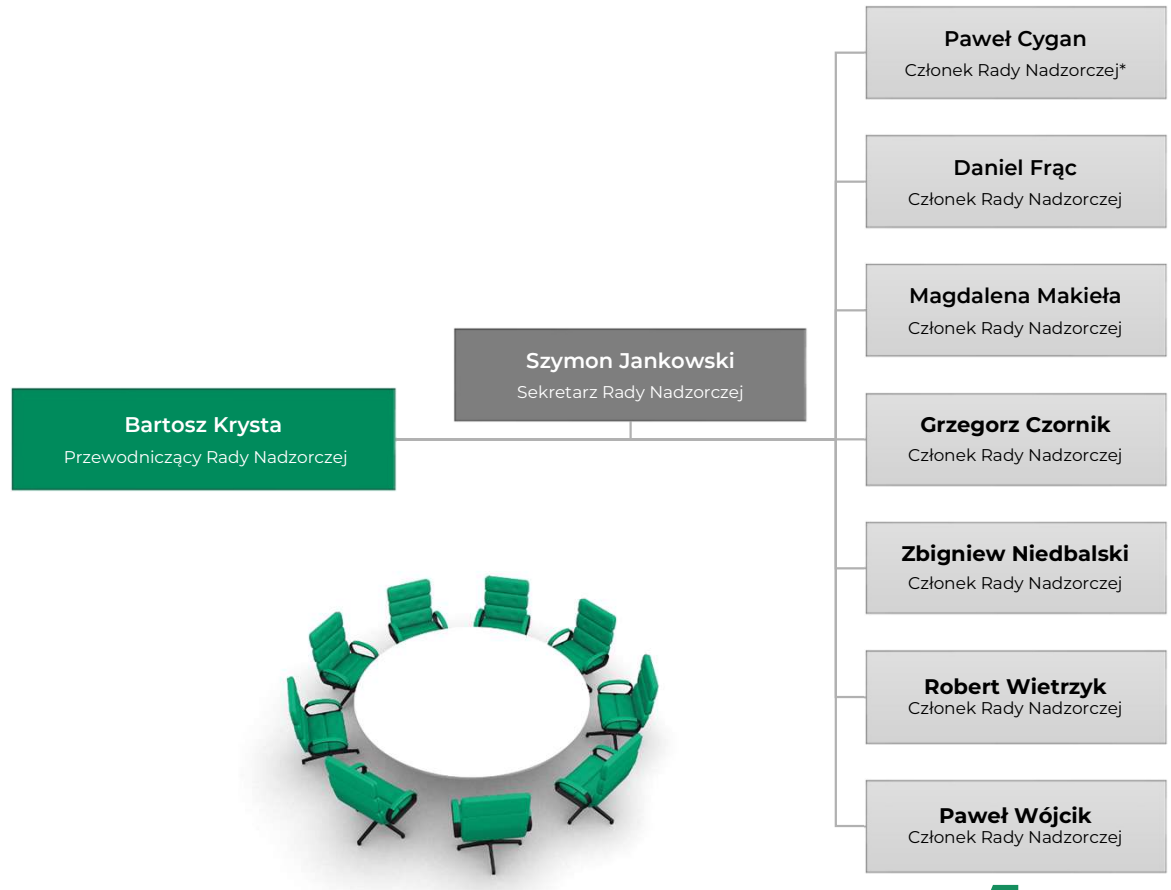 Paweł Cygan
Członek Rady Nadzorczej*
Daniel Frąc
Członek Rady Nadzorczej
Magdalena Makieła
Członek Rady Nadzorczej
Szymon Jankowski
Sekretarz Rady Nadzorczej
Bartosz Krysta
Przewodniczący Rady Nadzorczej
Grzegorz Czornik
Członek Rady Nadzorczej
Zbigniew Niedbalski
Członek Rady Nadzorczej
Robert Wietrzyk
Członek Rady Nadzorczej
Paweł Wójcik
Członek Rady Nadzorczej